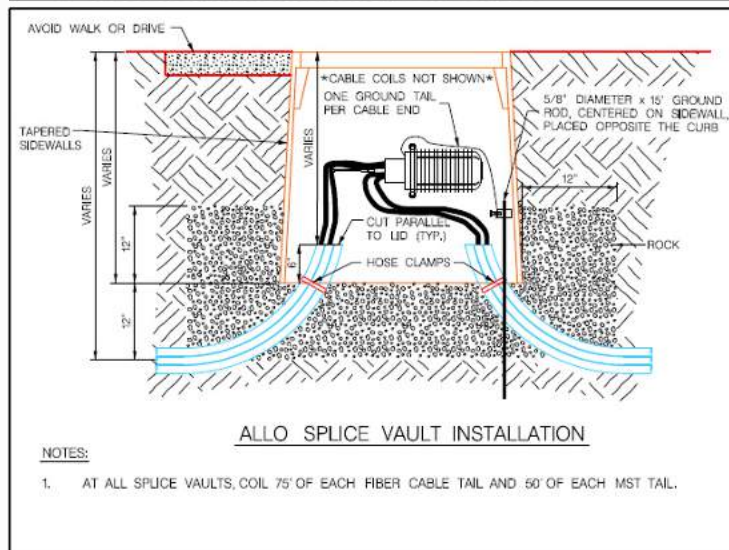 AVOID WALK OR DRIVE
*CABLE COILS NOT SHOWN*
ONE GROUND TAIL
PER CABLE END
5/8" DIAMETER x 15' GROUND
ROD, CENTERED ON SIDEWALL,
PLACED OPPOSITE THE CURB
TAPERED
SIDEWALLS
VARIES
VARIES
VARIES
12"
12"
12"
6"
CUT PARALLEL
TO LID (TYP.)
HOSE CLAMPS
ROCK
ALLO SPLICE VAULT INSTALLATION
NOTES:
1. AT ALL SPLICE VAULTS, COIL 75' OF EACH FIBER CABLE TAIL AND 50' OF EACH MST TAIL.